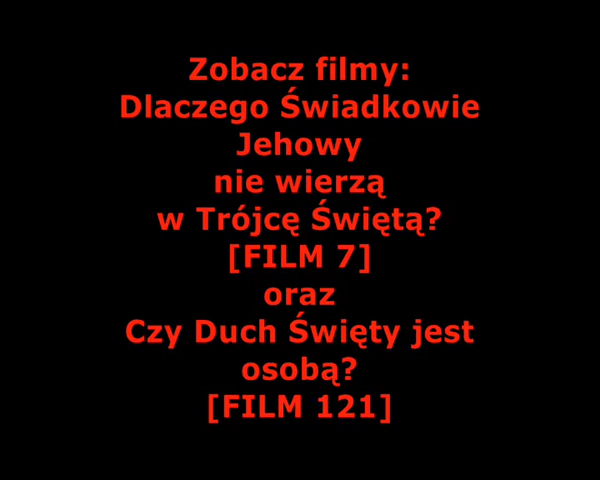 Zobacz filmy:
Dlaczego Świadkowie
Jehowy
nie wierzą
w Trójcę Świętą?
[FILM 7]
oraz
Czy Duch Święty jest
osobą?
[FILM 121]